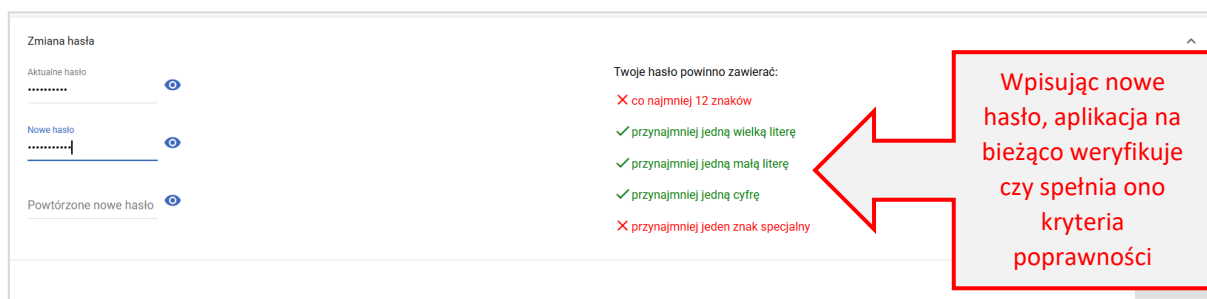 Zmiana hasła
Aktualne hasło
••••••••••
Nowe hasło
•••••••••••
Powtórzone nowe hasło
Twoje hasło powinno zawierać:
co najmniej 12 znaków
przynajmniej jedną wielką literę
przynajmniej jedną małą literę
przynajmniej jedną cyfrę
przynajmniej jeden znak specjalny
Wpisując nowe
hasło, aplikacja na
bieżąco weryfikuje
czy spełnia ono
kryteria
poprawności